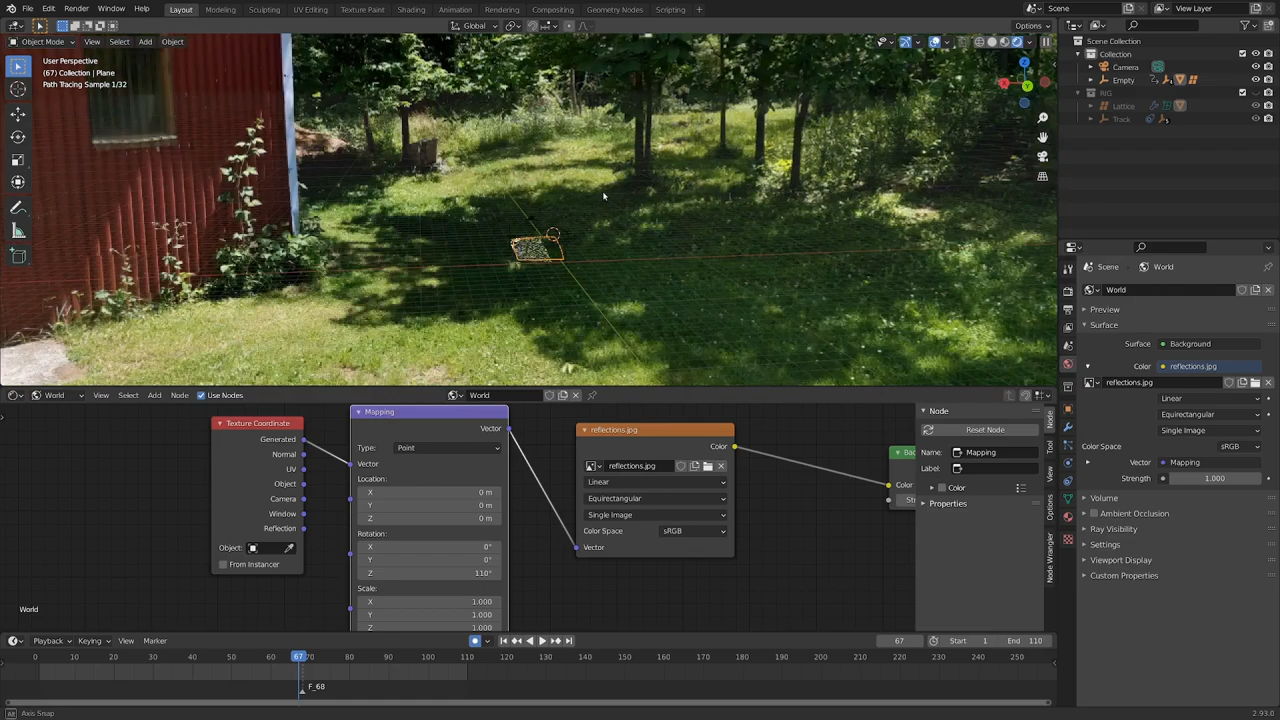 File Edit Render Window Help Layout Modeling Sculpting UV Editing Texture Paint Shading Animation Rendering Compositing Geometry Nodes Scripting Scene View Layer
Global Options
Object Mode View Select Add Object
User Perspective
(67) Collection | Plane
Path Tracing Sample 1/32
Scene Collection
Collection
Camera
Empty
RIG
Lattice
Track
Scene World
World
Preview
Surface
Surface Background
Color reflections.jpg
reflections.jpg
Linear
Equirectangular
Single Image
Color Space sRGB
Vector Mapping
Strength 1.000
Volume
Ambient Occlusion
Ray Visibility
Settings
Viewport Display
Custom Properties
World View Select Add Node Use Nodes World
Texture Coordinate
Generated
Normal
UV
Object
Camera
Window
Reflection
Object:
From Instancer
Mapping
Vector
Type: Point
Vector
Location:
X 0 m
Y 0 m
Z 0 m
Rotation:
X 0°
Y 0°
Z 110°
Scale:
X 1.000
Y 1.000
Z 1.000
reflections.jpg
Color
reflections.jpg
Linear
Equirectangular
Single Image
Color Space sRGB
Vector
Color
Node
Reset Node
Name: Mapping
Label:
Color
Properties
Node
Tool
View
Options
Node Wrangler
World
Playback Keying View Marker 67 Start 1 End 110
0 10 20 30 40 50 60 67 70 80 90 100 110 120 130 140 150 160 170 180 190 200 210 220 230 240 250
F_68
Axis Snap 2.93.0